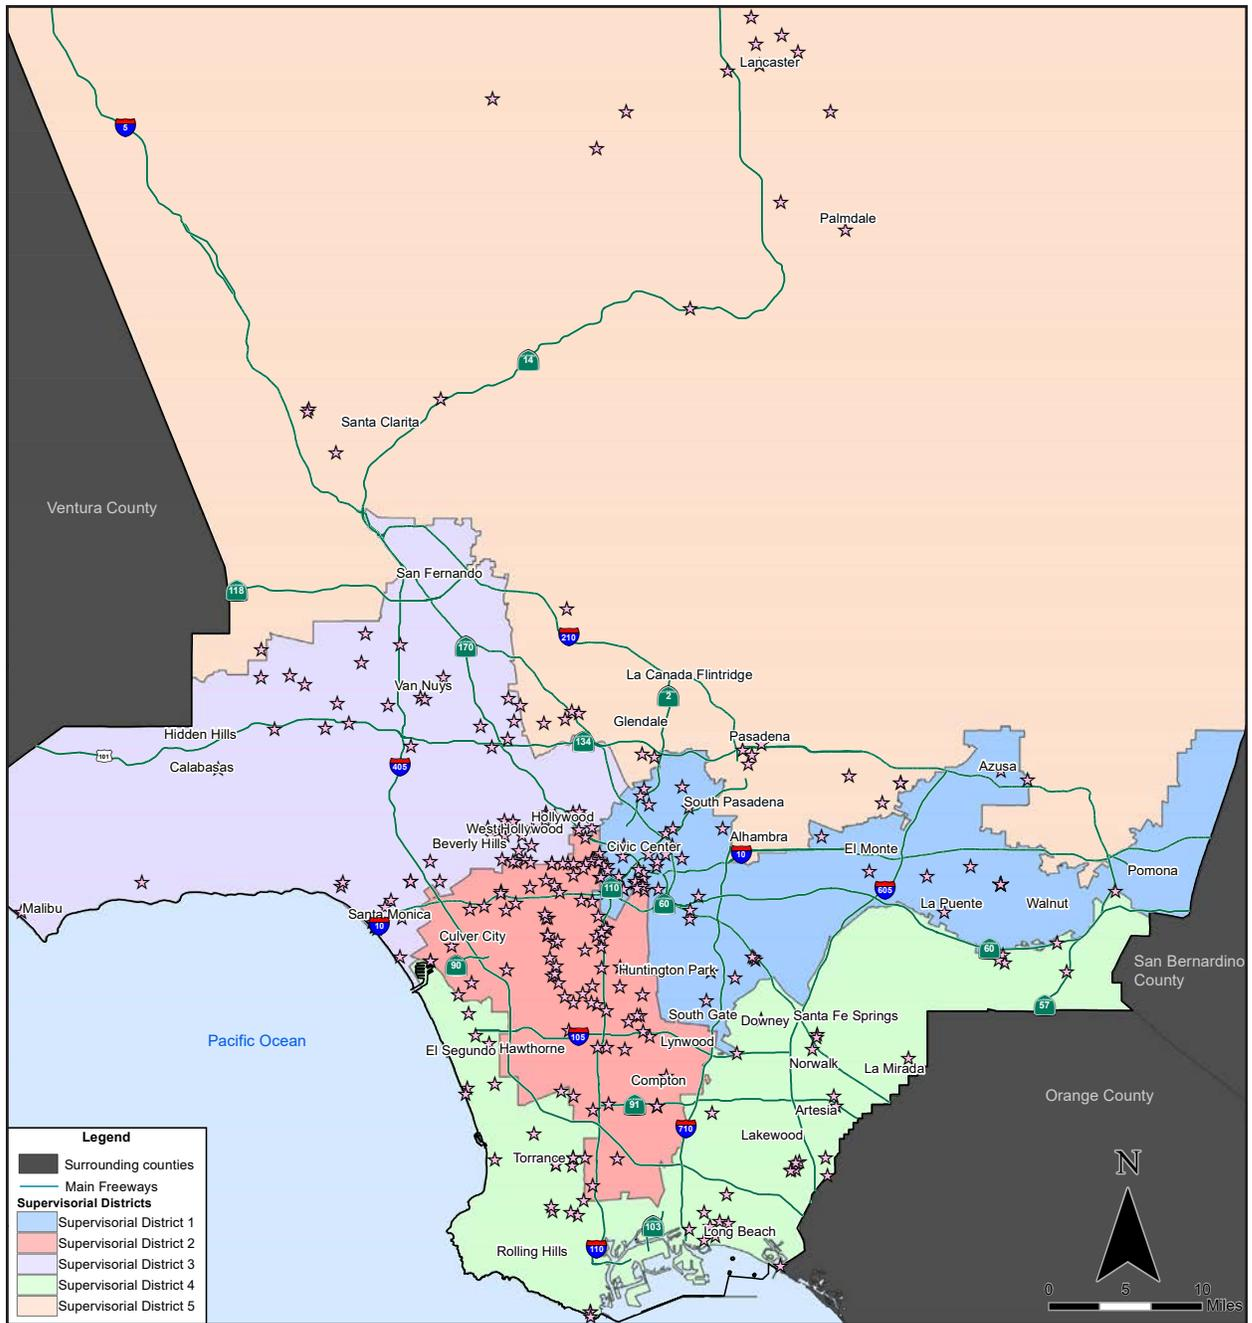 Lancaster
5
Palmdale
14
Santa Clarita
Ventura County
118
San Fernando
210
170
La Canada Flintridge
2
Van Nuys
Glendale
Hidden Hills
134
Pasadena
101
Calabasas
405
Azusa
South Pasadena
Hollywood
West Hollywood
Beverly Hills
Civic Center
Alhambra
10
El Monte
Pomona
110
605
60
La Puente
Walnut
Malibu
Santa Monica
10
Culver City
60
90
Huntington Park
San Bernardino
County
57
South Gate
Downey
Santa Fe Springs
105
Pacific Ocean
El Segundo
Hawthorne
Lynwood
Norwalk
La Mirada
Compton
Orange County
91
Artesia
710
Lakewood
Torrance
103
Long Beach
Rolling Hills
110
N
0 5 10
Miles
Legend
Surrounding counties
Main Freeways
Supervisorial Districts
Supervisorial District 1
Supervisorial District 2
Supervisorial District 3
Supervisorial District 4
Supervisorial District 5